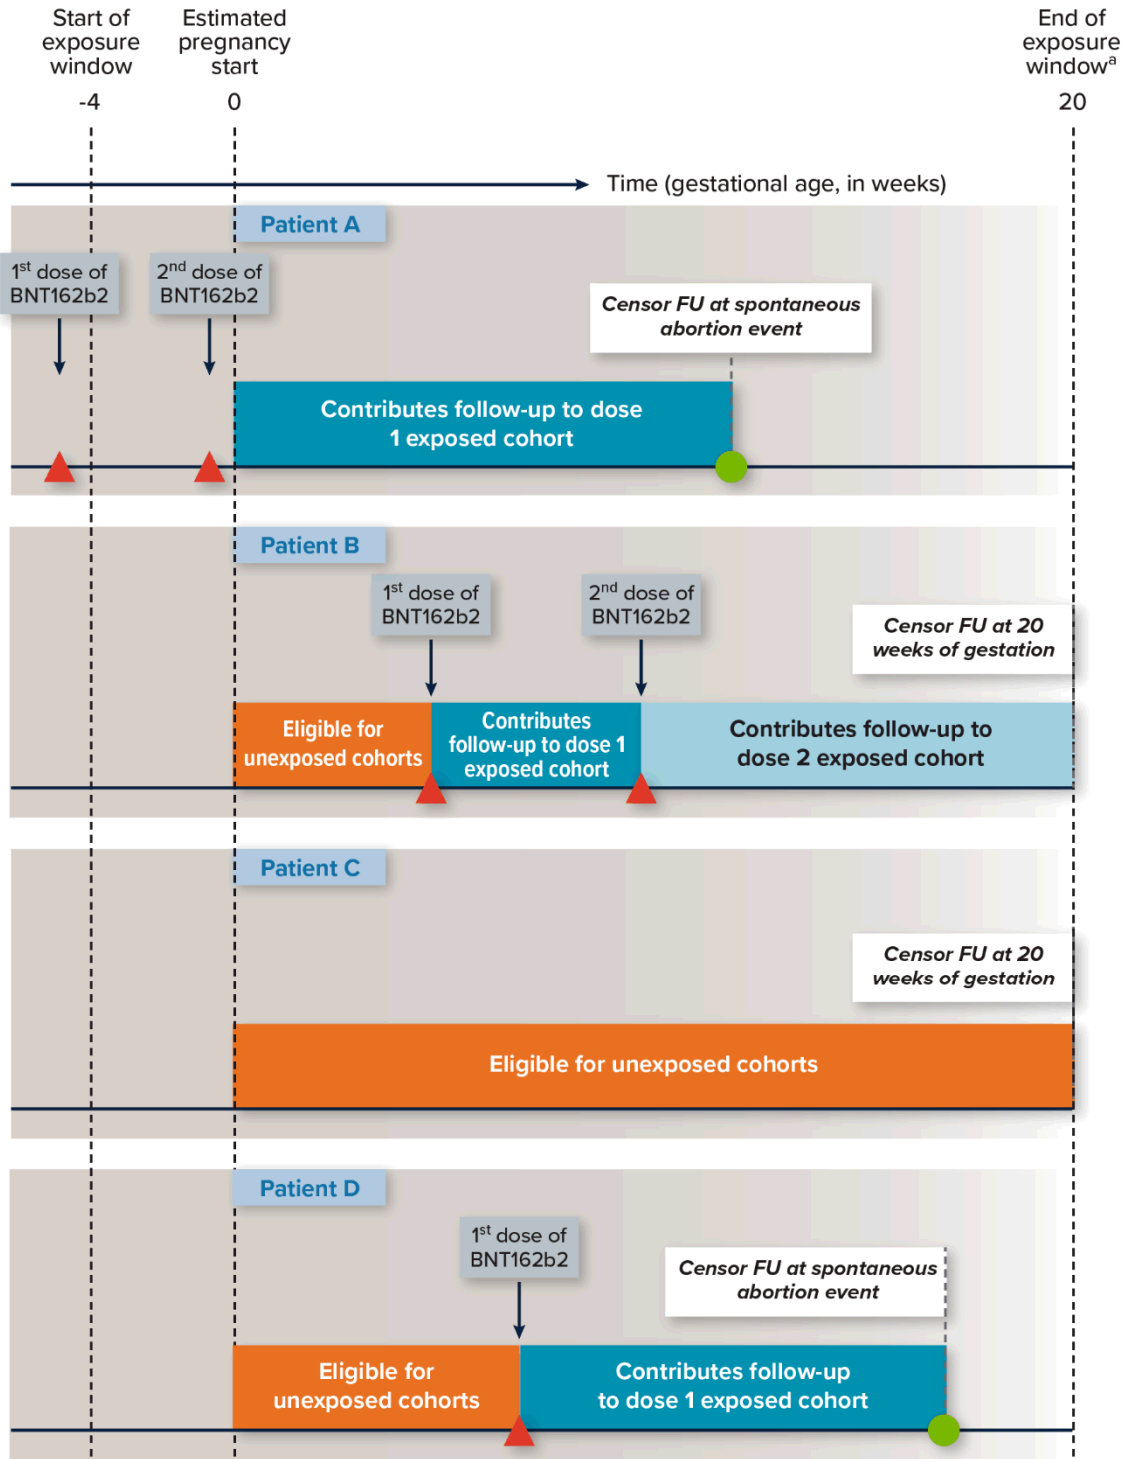 Start of
exposure
window
-4
Estimated
pregnancy
start
0
End of
exposure
windowᵃ
20
Time (gestational age, in weeks)
Patient A
1ˢᵗ dose of
BNT162b2
2ⁿᵈ dose of
BNT162b2
Censor FU at spontaneous
abortion event
Contributes follow-up to dose
1 exposed cohort
Patient B
1ˢᵗ dose of
BNT162b2
2ⁿᵈ dose of
BNT162b2
Censor FU at 20
weeks of gestation
Eligible for
unexposed cohorts
Contributes
follow-up to dose 1
exposed cohort
Contributes follow-up to
dose 2 exposed cohort
Patient C
Censor FU at 20
weeks of gestation
Eligible for unexposed cohorts
Patient D
1ˢᵗ dose of
BNT162b2
Censor FU at spontaneous
abortion event
Eligible for
unexposed cohorts
Contributes follow-up
to dose 1 exposed cohort